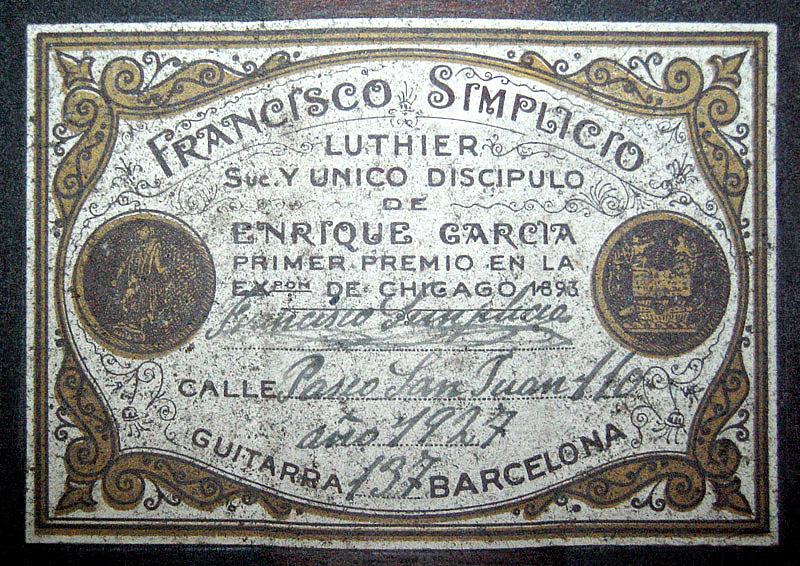 FRANCISCO SIMPLICIO
LUTHIER
Suc. Y UNICO DISCIPULO
DE
ENRIQUE GARCIA
PRIMER PREMIO EN LA
EXPON DE CHICAGO 1893
Francisco Simplicio
CALLE Paseo San Juan 110
año 1927
GUITARRA 137 BARCELONA